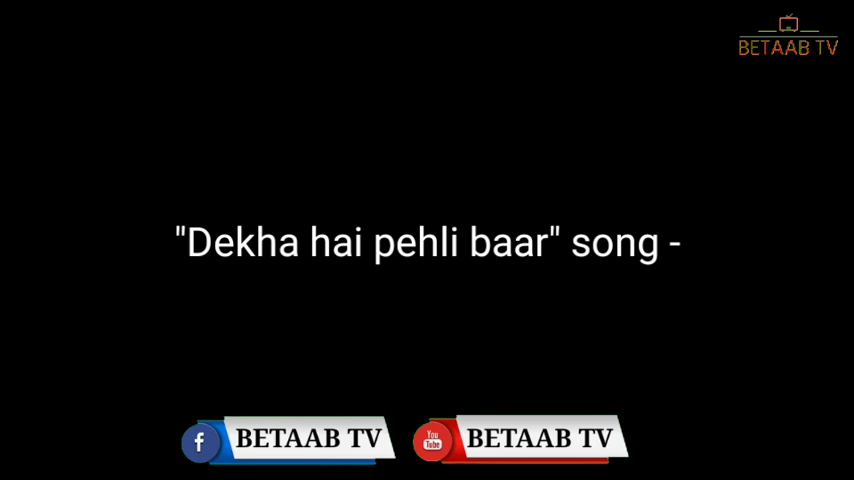 BETAAB TV
"Dekha hai pehli baar" song -
f BETAAB TV
You Tube BETAAB TV